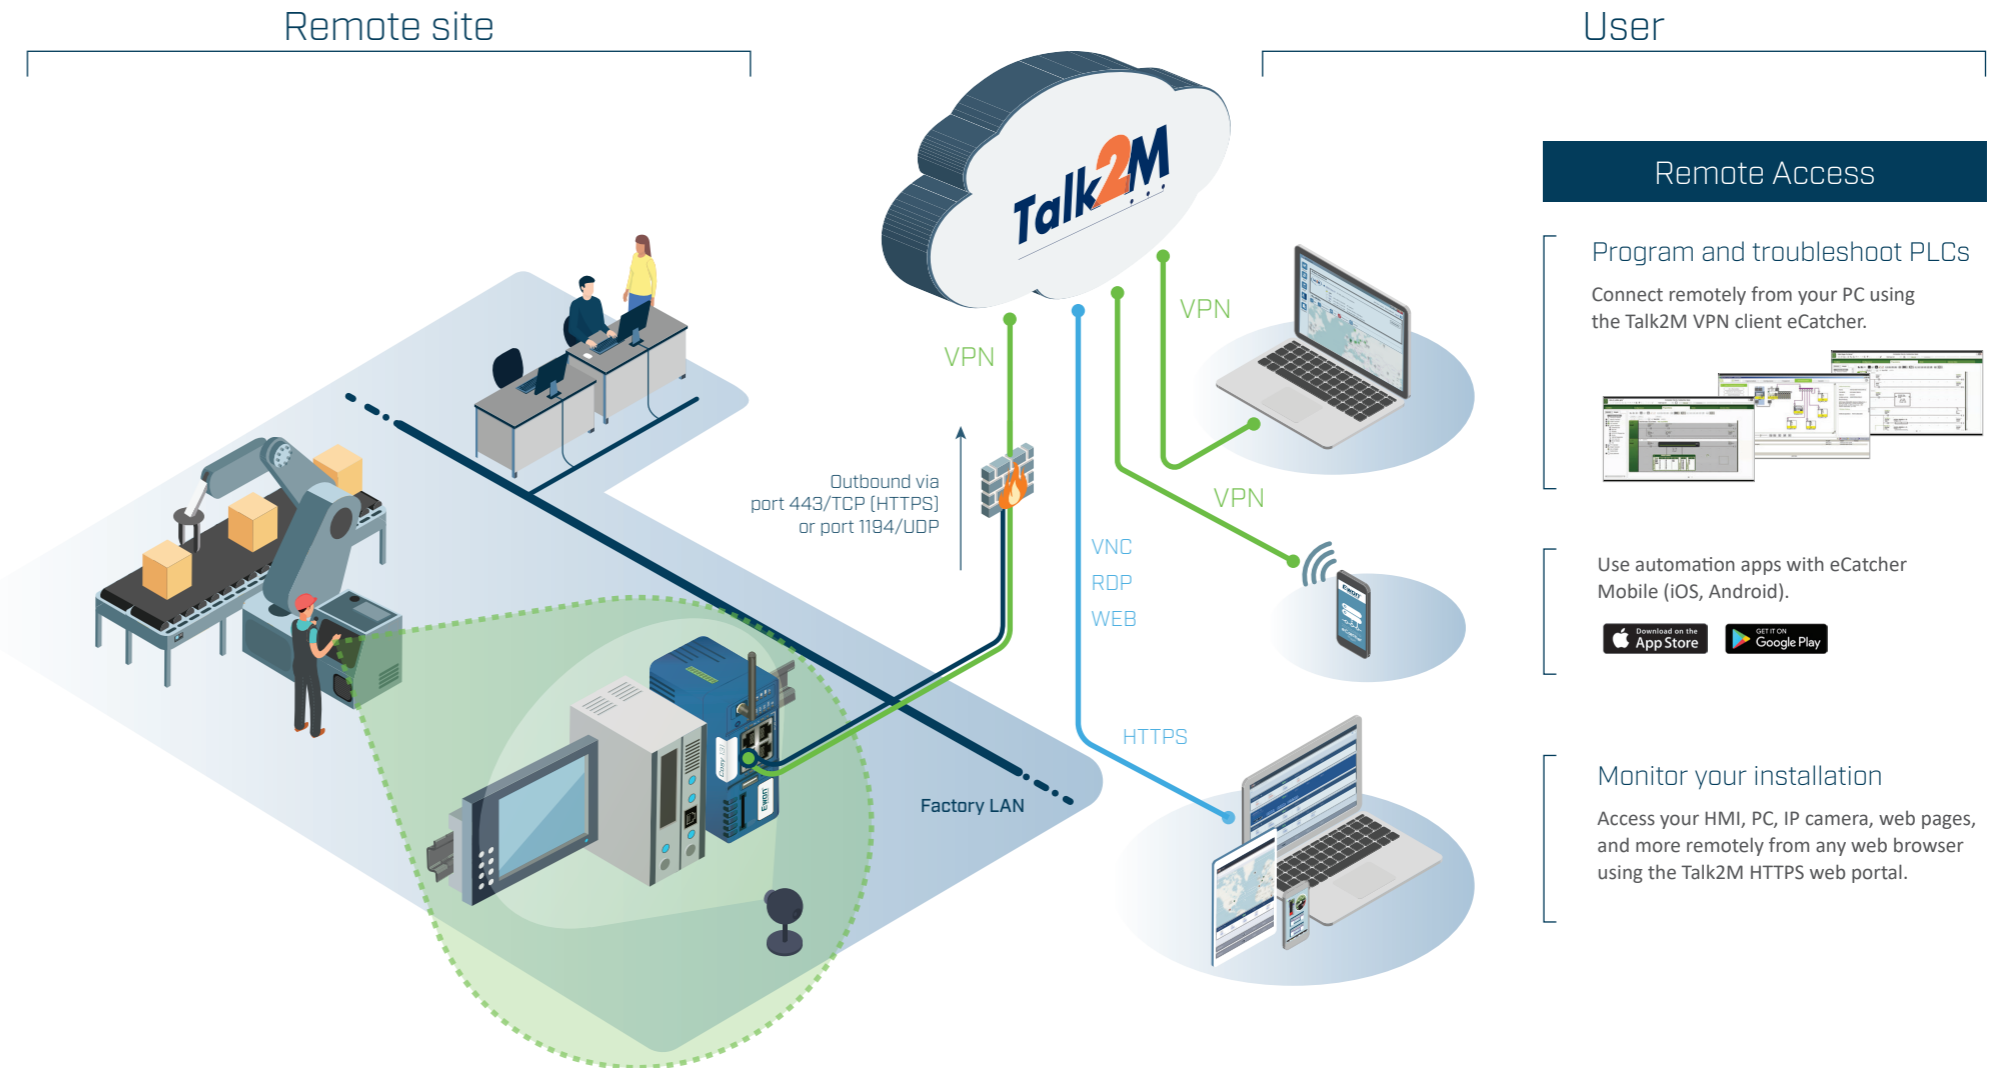 Remote site
User
Talk2M
Remote Access
Program and troubleshoot PLCs
Connect remotely from your PC using
the Talk2M VPN client eCatcher.
VPN
VPN
VPN
Outbound via
port 443/TCP (HTTPS)
or port 1194/UDP
VNC
RDP
WEB
Ewon
Use automation apps with eCatcher
Mobile (iOS, Android).
Download on the
App Store
GET IT ON
Google Play
HTTPS
Factory LAN
Cosy 131
Ewon
Monitor your installation
Access your HMI, PC, IP camera, web pages,
and more remotely from any web browser
using the Talk2M HTTPS web portal.